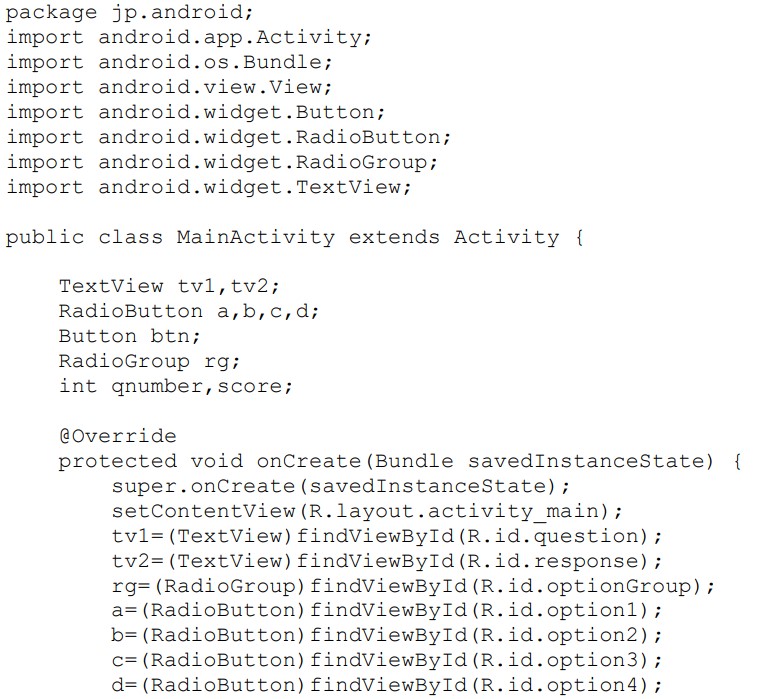 package jp.android;
import android.app.Activity;
import android.os.Bundle;
import android.view.View;
import android.widget.Button;
import android.widget.RadioButton;
import android.widget.RadioGroup;
import android.widget.TextView;

public class MainActivity extends Activity {

    TextView tv1,tv2;
    RadioButton a,b,c,d;
    Button btn;
    RadioGroup rg;
    int qnumber,score;

    @Override
    protected void onCreate(Bundle savedInstanceState) {
        super.onCreate(savedInstanceState);
        setContentView(R.layout.activity_main);
        tv1=(TextView)findViewById(R.id.question);
        tv2=(TextView)findViewById(R.id.response);
        rg=(RadioGroup)findViewById(R.id.optionGroup);
        a=(RadioButton)findViewById(R.id.option1);
        b=(RadioButton)findViewById(R.id.option2);
        c=(RadioButton)findViewById(R.id.option3);
        d=(RadioButton)findViewById(R.id.option4);